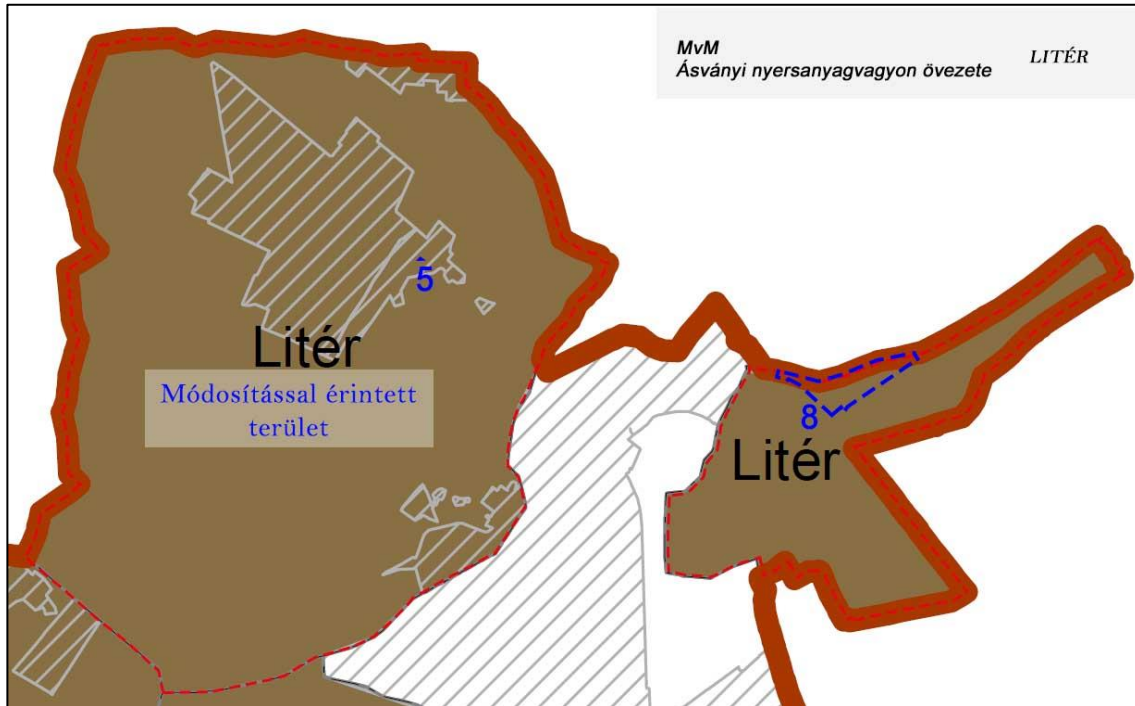 MvM
Ásványi nyersanyagvagyon övezete
LITÉR
5
Litér
Módosítással érintett
terület
8
Litér